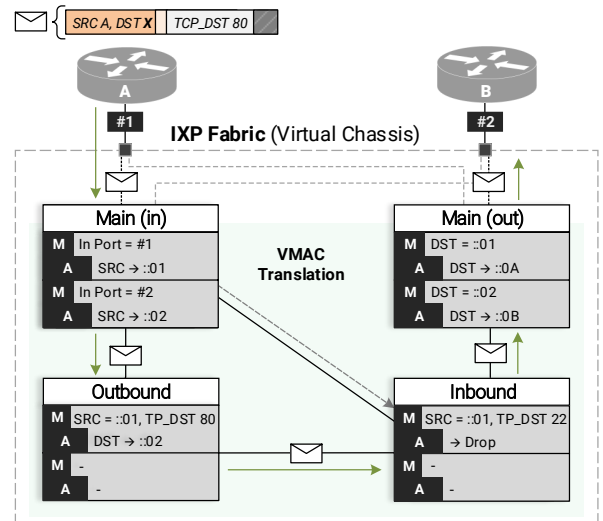 SRC A, DST X TCP_DST 80
A
B
#1
#2
IXP Fabric (Virtual Chassis)
Main (in)
M In Port = #1
A SRC → ::01
M In Port = #2
A SRC → ::02
VMAC
Translation
Main (out)
M DST = ::01
A DST → ::0A
M DST = ::02
A DST → ::0B
Outbound
M SRC = ::01, TP_DST 80
A DST → ::02
M -
A -
Inbound
M SRC = ::01, TP_DST 22
A → Drop
M -
A -